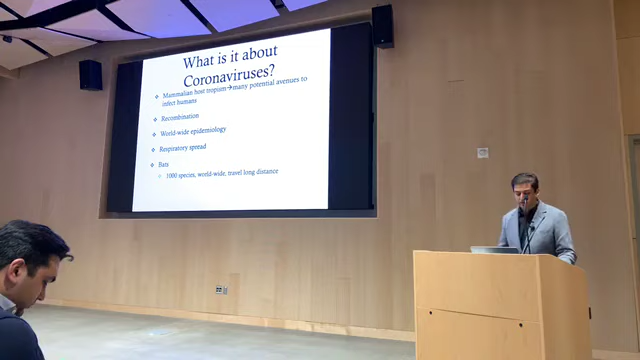 What is it about
Coronaviruses?
Mammalian host tropism→many potential avenues to
infect humans
Recombination
World-wide epidemiology
Respiratory spread
Bats
1000 species, world-wide, travel long distance